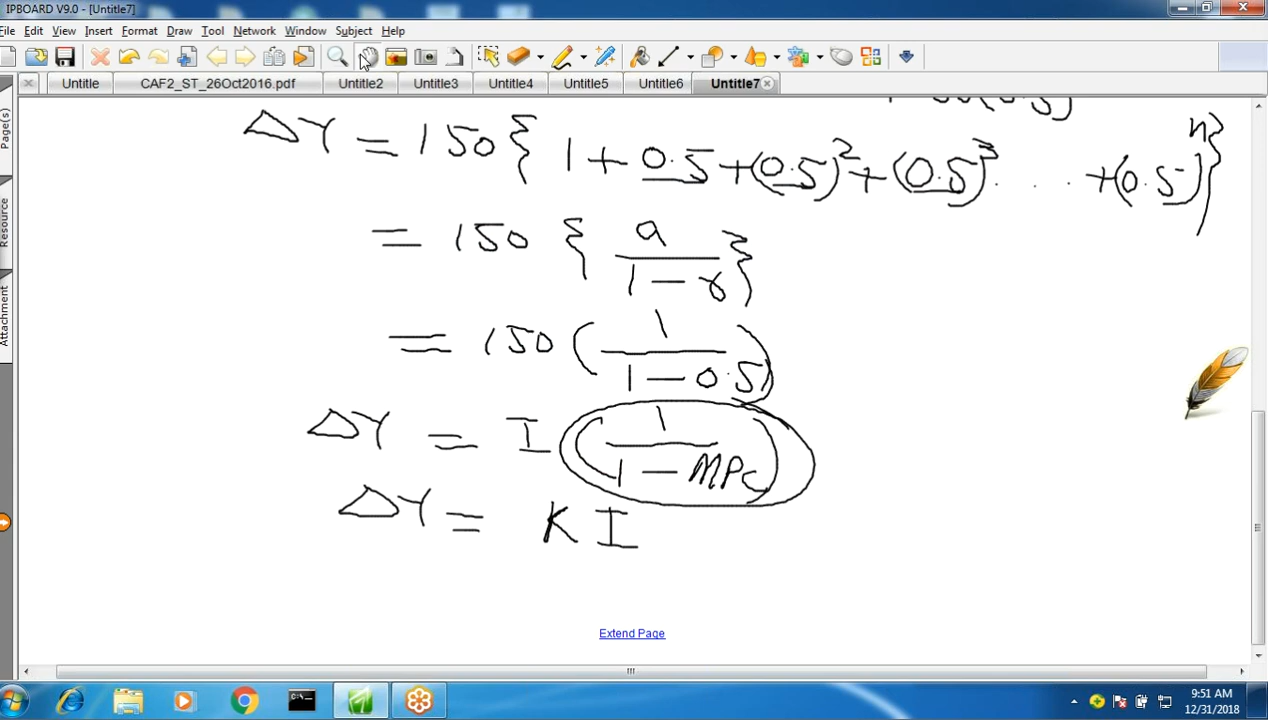 IPBOARD V9.0 - [Untitle7]
File Edit View Insert Format Draw Tool Network Window Subject Help
Untitle CAF2_ST_26Oct2016.pdf Untitle2 Untitle3 Untitle4 Untitle5 Untitle6 Untitle7
Page(s)
Resource
Attachment
ΔY = 150{ 1 + 0.5 + (0.5)² + (0.5)³ . . . . + (0.5)ⁿ}
= 150 { a / 1 - r }
= 150 ( 1 / 1 - 0.5 )
ΔY = I ( 1 / 1 - MPC )
ΔY = K I
Extend Page
9:51 AM
12/31/2018